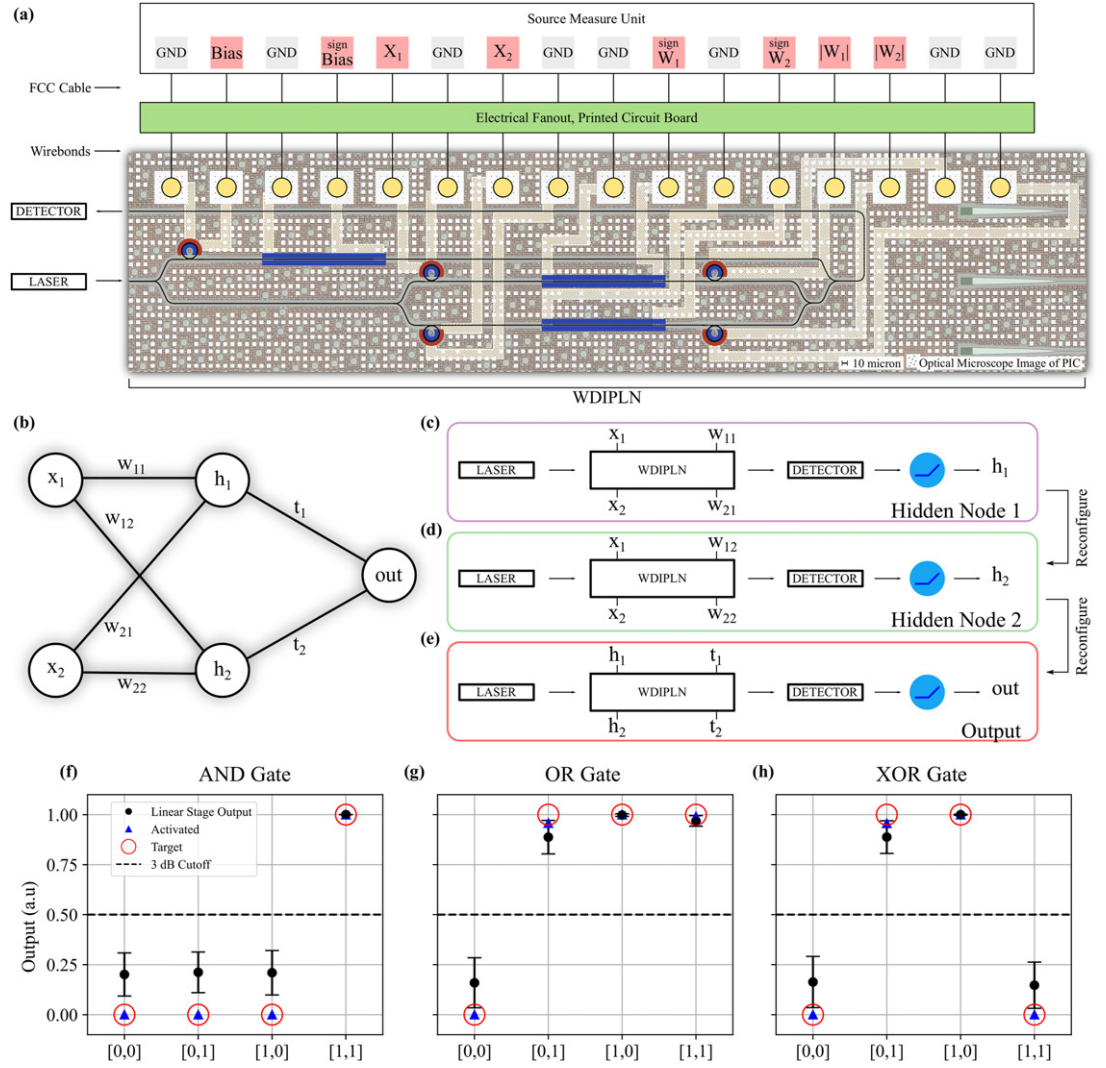 (a)
Source Measure Unit
GND Bias GND sign Bias X1 GND X2 GND GND sign W1 GND sign W2 |W1| |W2| GND GND
FCC Cable
Electrical Fanout, Printed Circuit Board
Wirebonds
DETECTOR
LASER
10 micron Optical Microscope Image of PIC
WDIPLN
(b)
x1 w11 h1
w12 t1
out
w21 t2
x2 w22 h2
(c)
x1 w11
LASER WDIPLN DETECTOR h1
x2 w21
Hidden Node 1
Reconfigure
(d)
x1 w12
LASER WDIPLN DETECTOR h2
x2 w22
Hidden Node 2
Reconfigure
(e)
h1 t1
LASER WDIPLN DETECTOR out
h2 t2
Output
(f) AND Gate
Linear Stage Output
Activated
Target
3 dB Cutoff
Output (a.u)
1.00
0.75
0.50
0.25
0.00
[0,0] [0,1] [1,0] [1,1]
(g) OR Gate
[0,0] [0,1] [1,0] [1,1]
(h) XOR Gate
[0,0] [0,1] [1,0] [1,1]